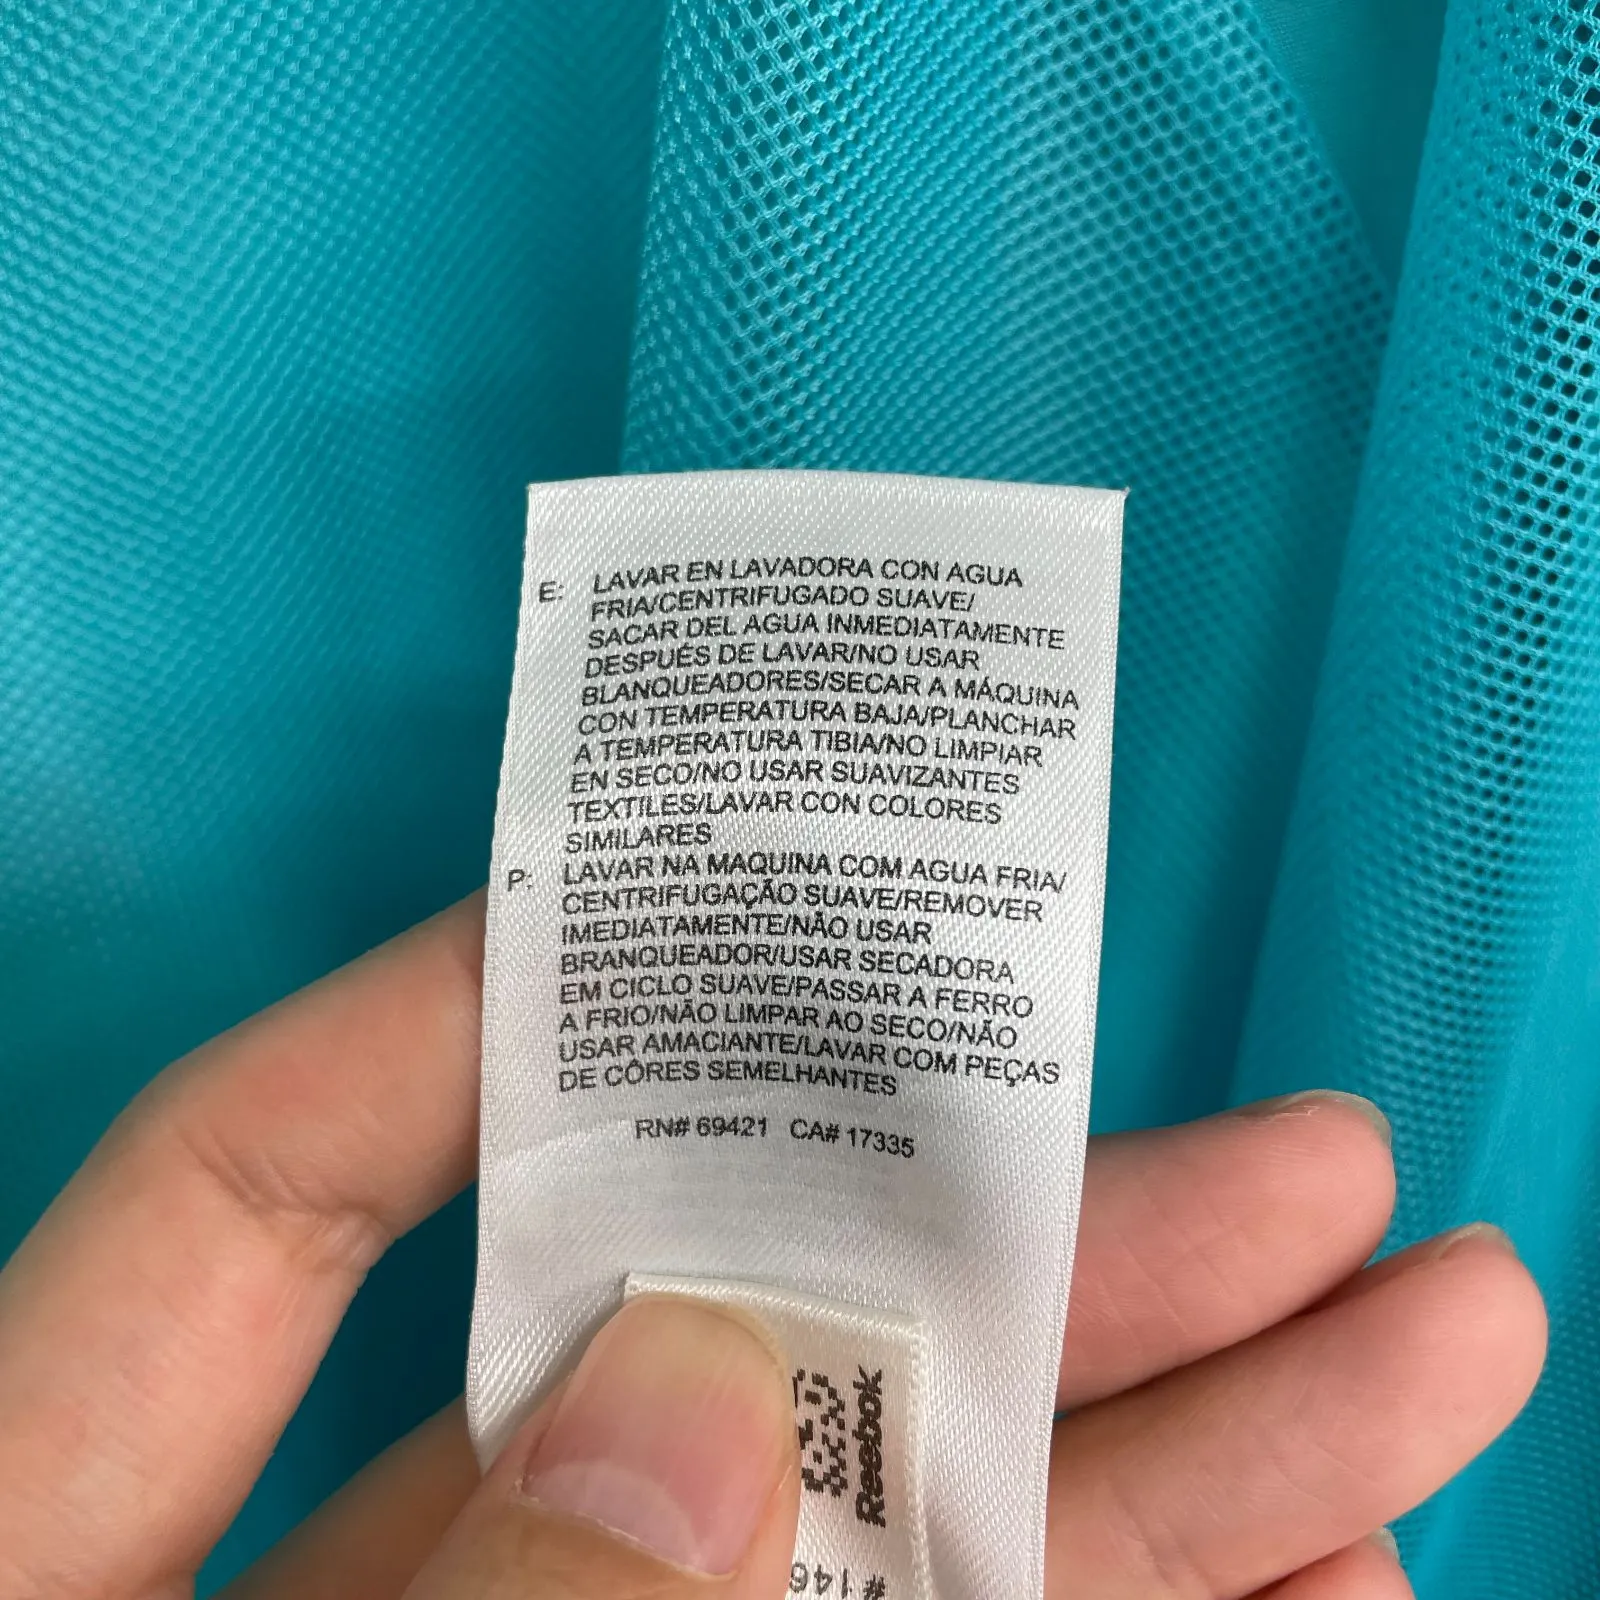 E: LAVAR EN LAVADORA CON AGUA
FRIA/CENTRIFUGADO SUAVE/
SACAR DEL AGUA INMEDIATAMENTE
DESPUÉS DE LAVAR/NO USAR
BLANQUEADORES/SECAR A MÁQUINA
CON TEMPERATURA BAJA/PLANCHAR
A TEMPERATURA TIBIA/NO LIMPIAR
EN SECO/NO USAR SUAVIZANTES
TEXTILES/LAVAR CON COLORES
SIMILARES
P: LAVAR NA MAQUINA COM AGUA FRIA/
CENTRIFUGAÇÃO SUAVE/REMOVER
IMEDIATAMENTE/NÃO USAR
BRANQUEADOR/USAR SECADORA
EM CICLO SUAVE/PASSAR A FERRO
A FRIO/NÃO LIMPAR AO SECO/NÃO
USAR AMACIANTE/LAVAR COM PEÇAS
DE CÔRES SEMELHANTES
RN# 69421 CA# 17335
Reebok
# 146